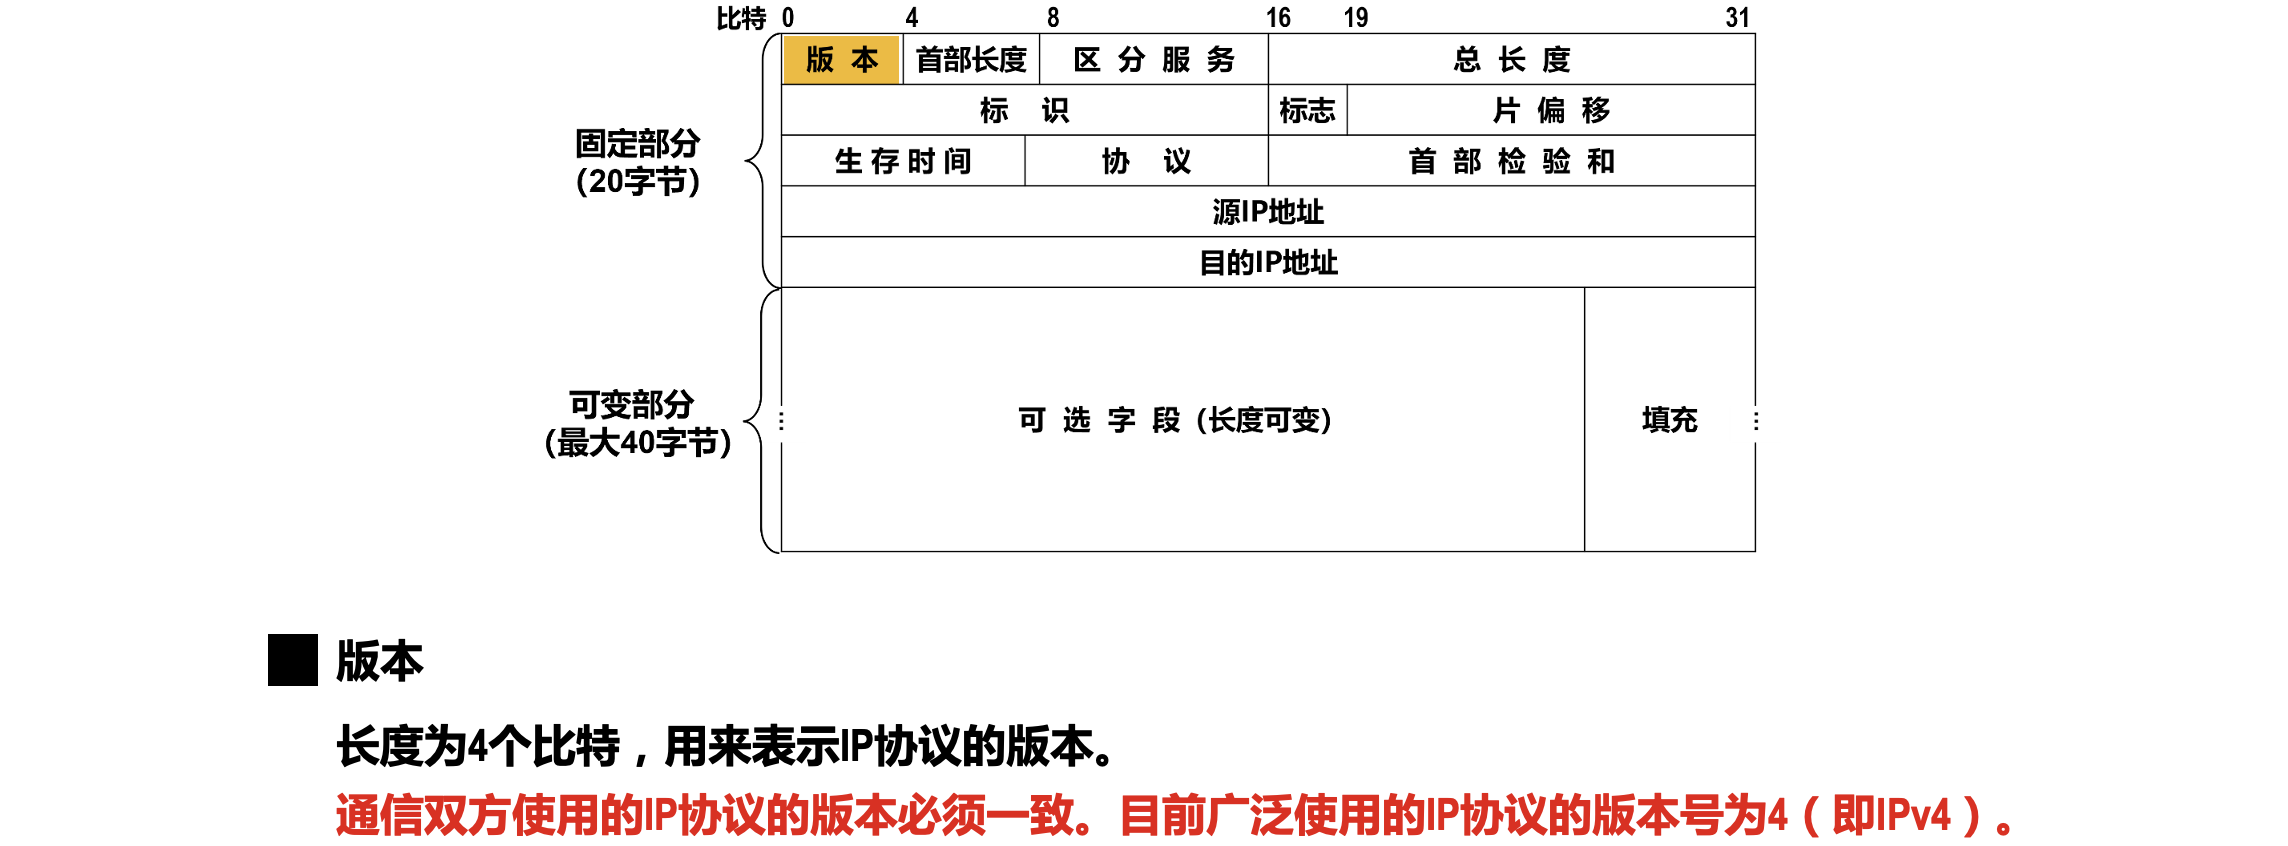 比特 0 4 8 16 19 31
版 本 首部长度 区 分 服 务 总 长 度
标 识 标志 片 偏 移
固定部分
(20字节)
生 存 时 间 协 议 首 部 检 验 和
源IP地址
目的IP地址
可变部分
(最大40字节)
可 选 字 段 (长度可变) 填充
版本
长度为4个比特，用来表示IP协议的版本。
通信双方使用的IP协议的版本必须一致。目前广泛使用的IP协议的版本号为4（即IPv4）。